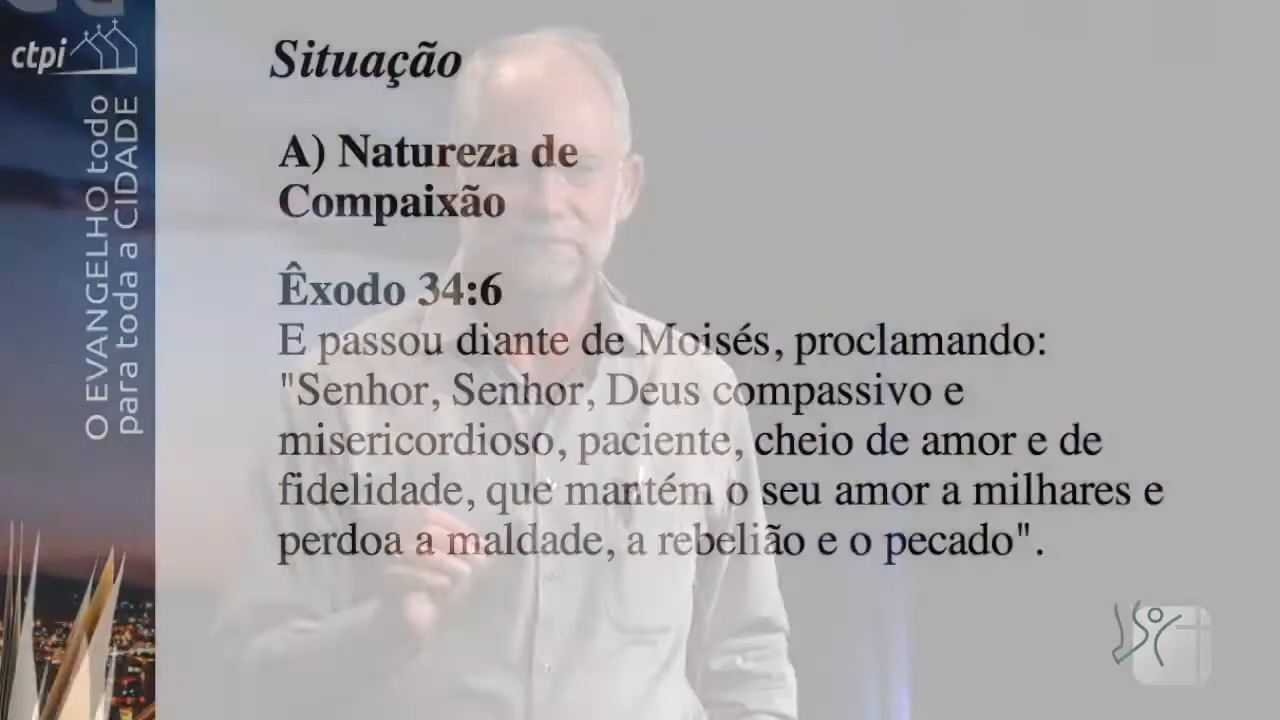 ctpi
O EVANGELHO todo
para toda a CIDADE
Situação
A) Natureza de
Compaixão
Êxodo 34:6
E passou diante de Moisés, proclamando:
"Senhor, Senhor, Deus compassivo e
misericordioso, paciente, cheio de amor e de
fidelidade, que mantém o seu amor a milhares e
perdoa a maldade, a rebelião e o pecado".